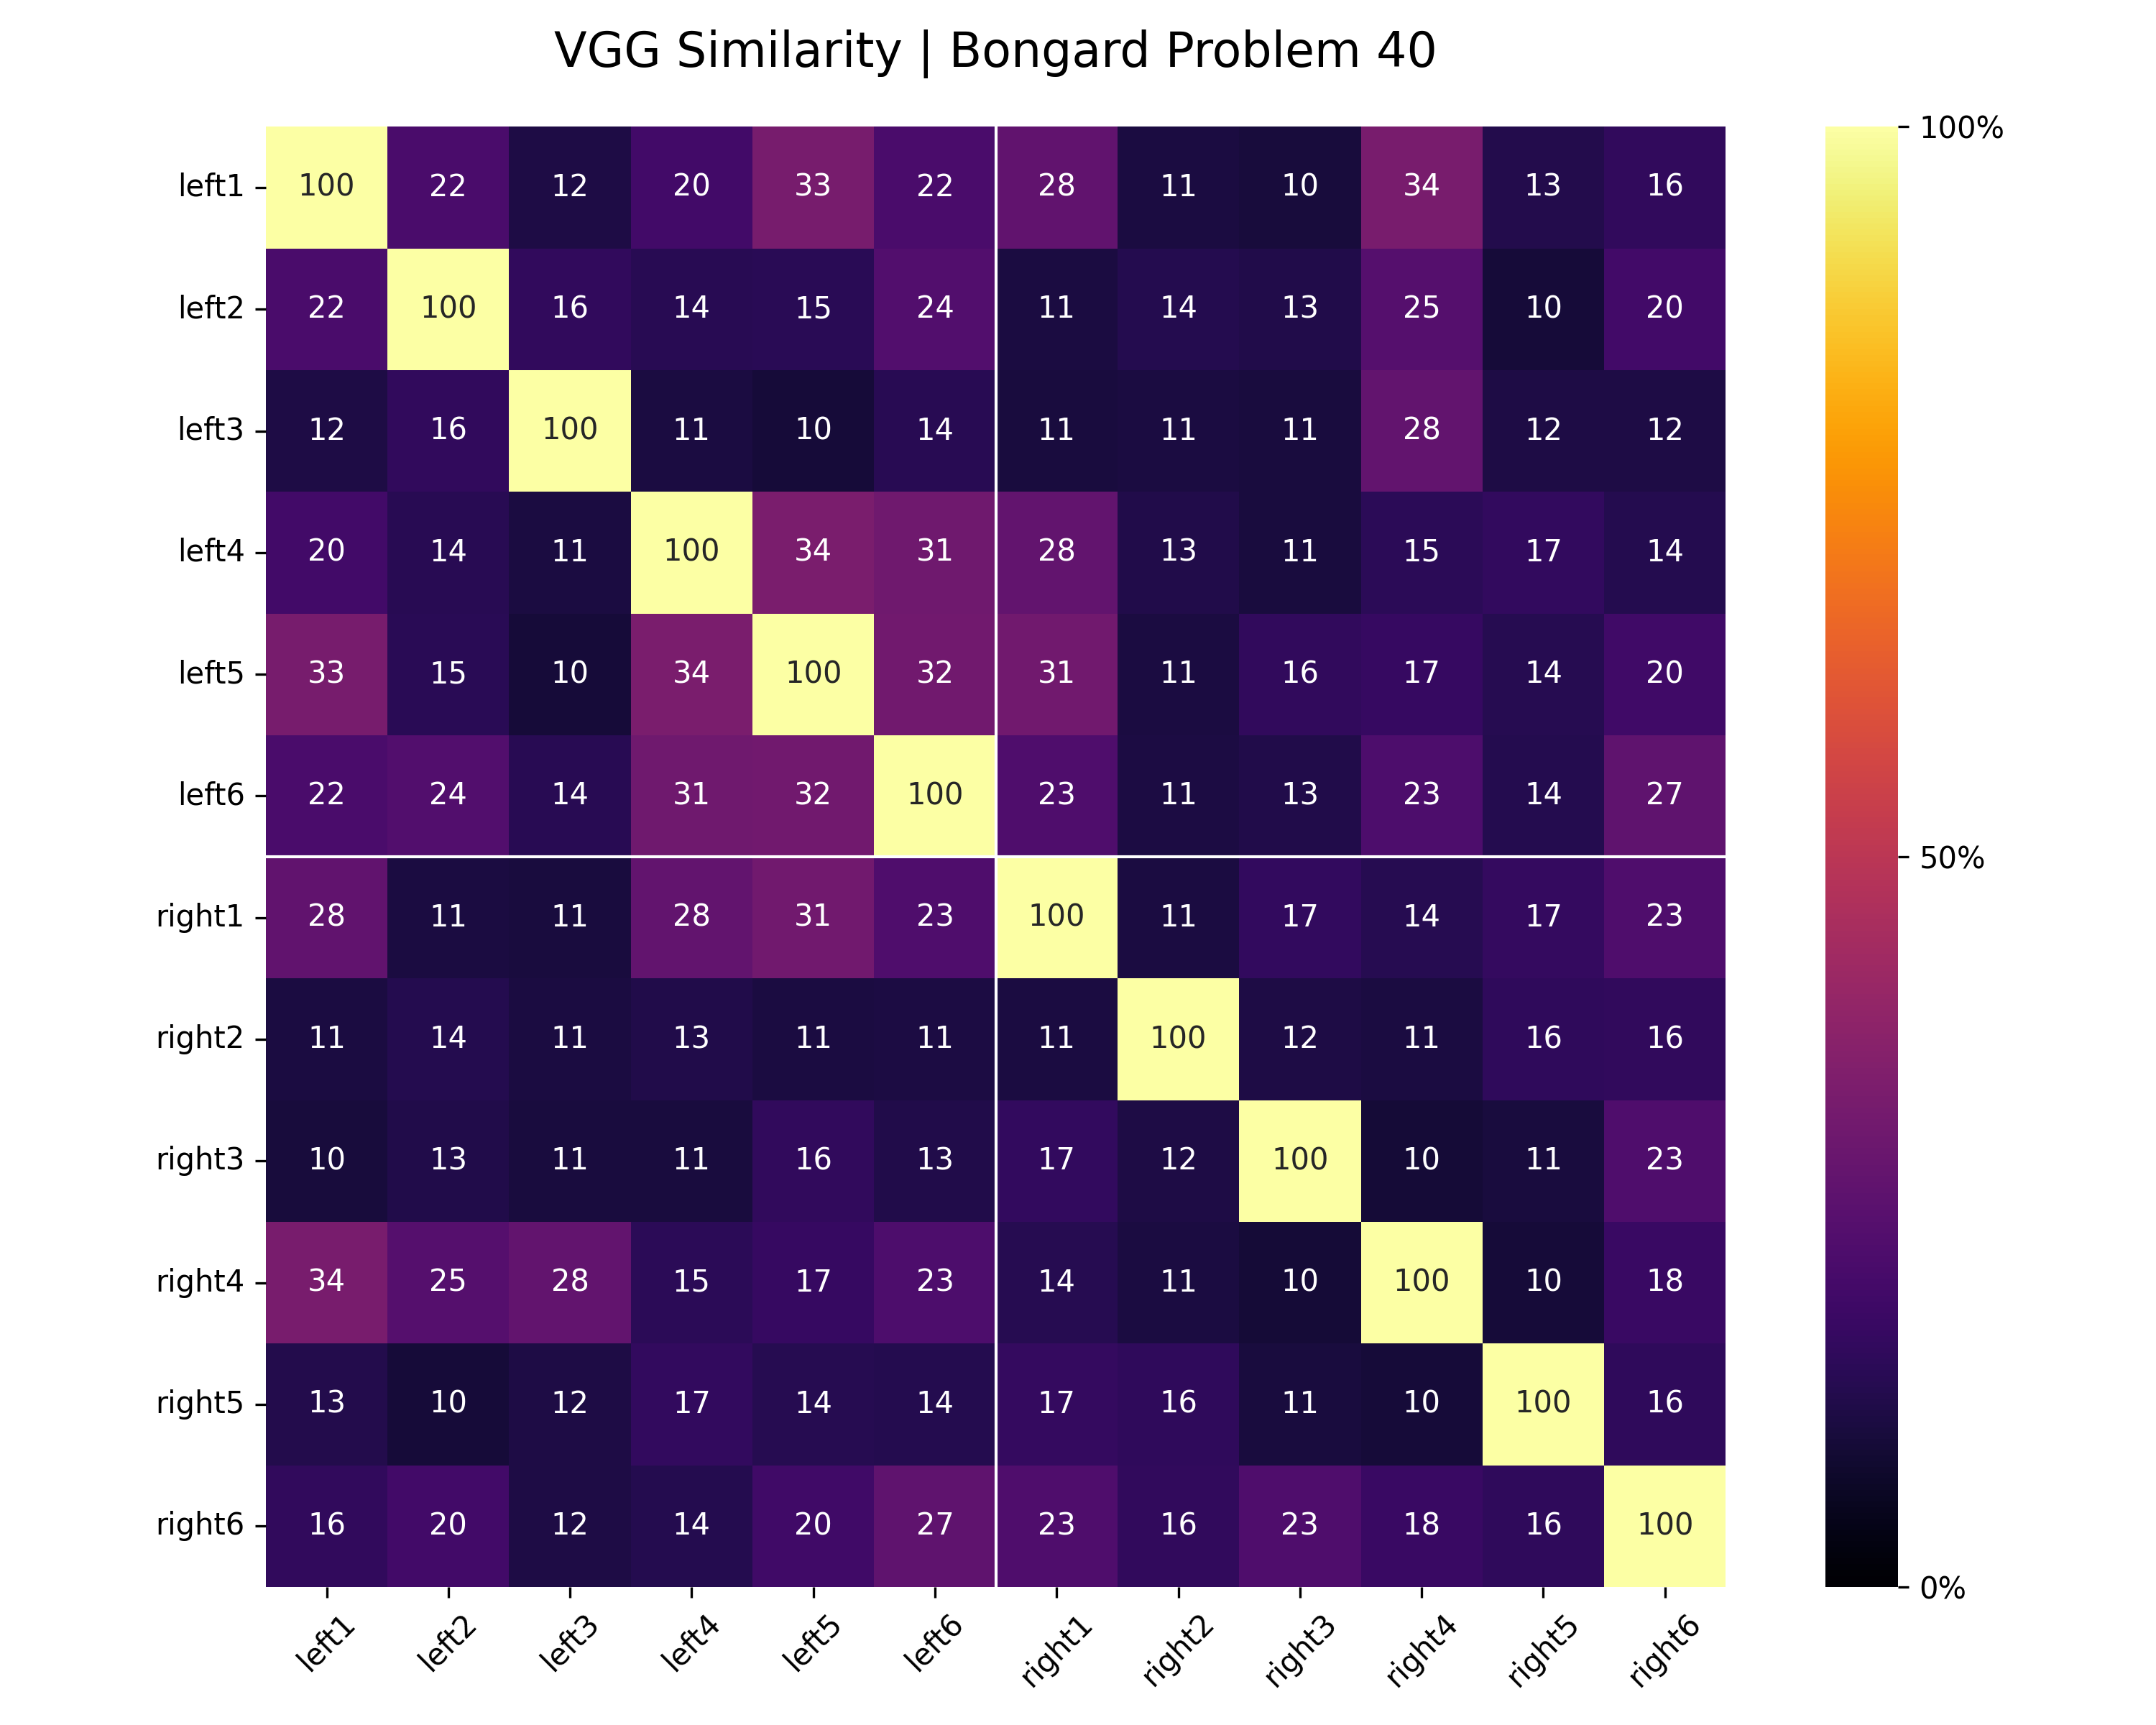 VGG Similarity | Bongard Problem 40
left1 100 22 12 20 33 22 28 11 10 34 13 16
left2 22 100 16 14 15 24 11 14 13 25 10 20
left3 12 16 100 11 10 14 11 11 11 28 12 12
left4 20 14 11 100 34 31 28 13 11 15 17 14
left5 33 15 10 34 100 32 31 11 16 17 14 20
left6 22 24 14 31 32 100 23 11 13 23 14 27
right1 28 11 11 28 31 23 100 11 17 14 17 23
right2 11 14 11 13 11 11 11 100 12 11 16 16
right3 10 13 11 11 16 13 17 12 100 10 11 23
right4 34 25 28 15 17 23 14 11 10 100 10 18
right5 13 10 12 17 14 14 17 16 11 10 100 16
right6 16 20 12 14 20 27 23 16 23 18 16 100
left1 left2 left3 left4 left5 left6 right1 right2 right3 right4 right5 right6
100%
50%
0%